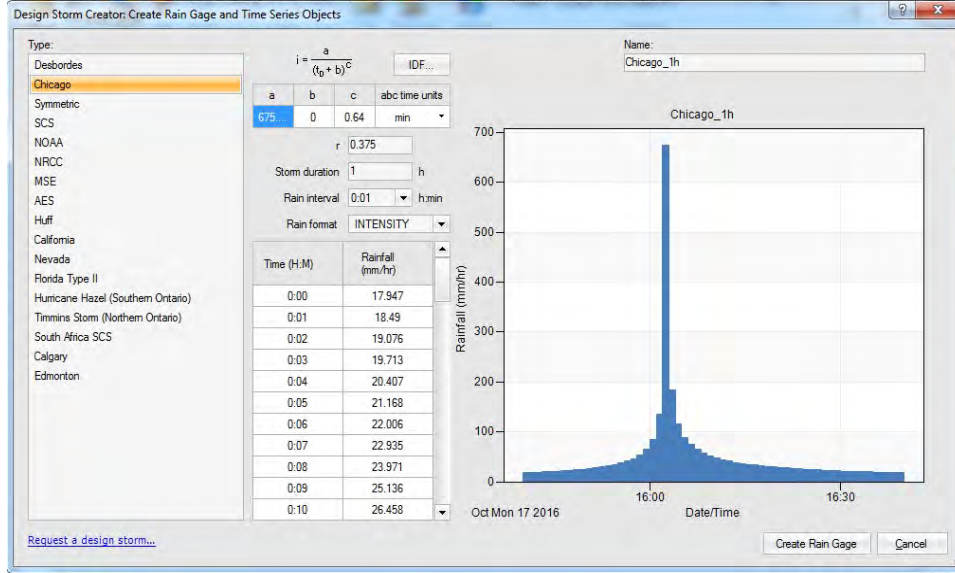 Design Storm Creator: Create Rain Gage and Time Series Objects
Type:
Desbordes
Chicago
Symmetric
SCS
NOAA
NRCC
MSE
AES
Huff
California
Nevada
Florida Type II
Hurricane Hazel (Southern Ontario)
Timmins Storm (Northern Ontario)
South Africa SCS
Calgary
Edmonton
Request a design storm...
i = a / (t₀ + b)^c
IDF...
a b c abc time units
675.... 0 0.64 min
r 0.375
Storm duration 1 h
Rain interval 0:01 h:min
Rain format INTENSITY
Time (H:M) Rainfall (mm/hr)
0:00 17.947
0:01 18.49
0:02 19.076
0:03 19.713
0:04 20.407
0:05 21.168
0:06 22.006
0:07 22.935
0:08 23.971
0:09 25.136
0:10 26.458
Name:
Chicago_1h
Chicago_1h
Rainfall (mm/hr)
700
600
500
400
300
200
100
0
16:00 16:30
Oct Mon 17 2016 Date/Time
Create Rain Gage Cancel